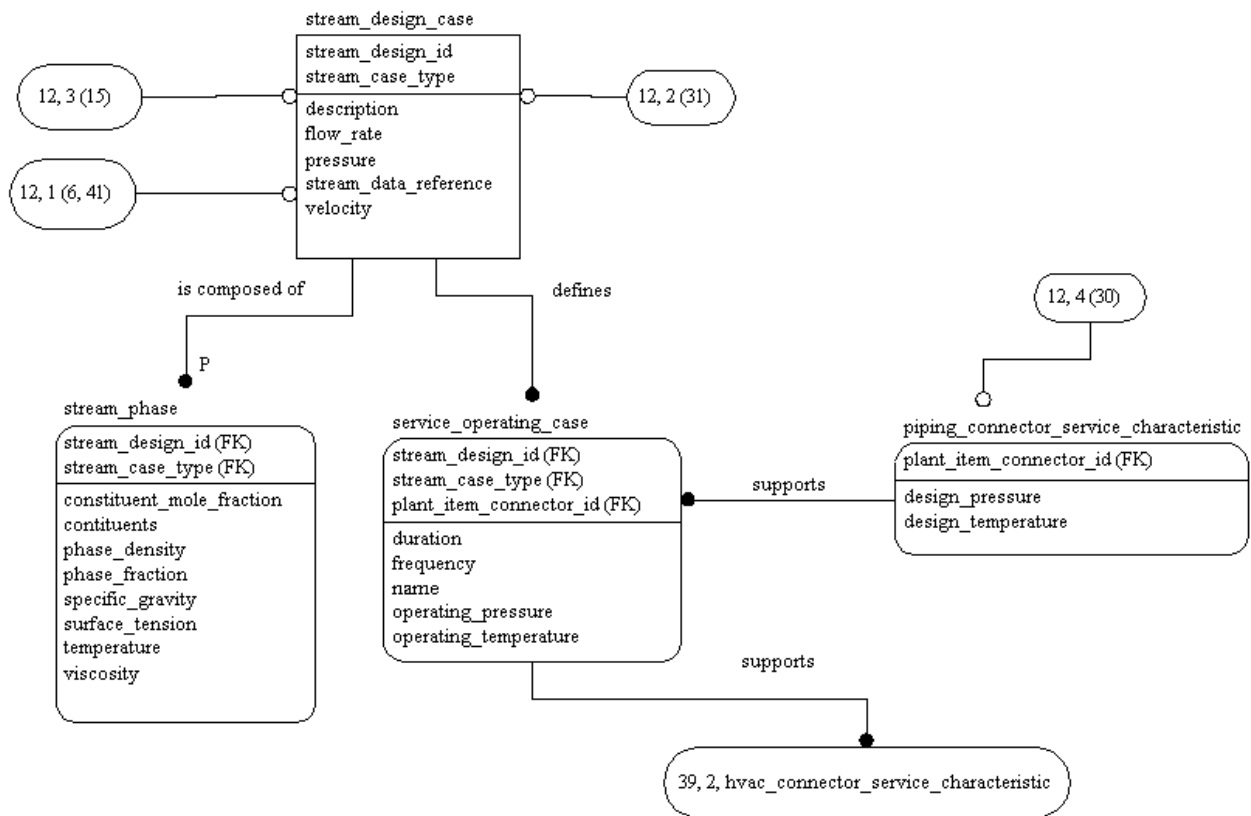 stream_design_case
stream_design_id
stream_case_type
description
flow_rate
pressure
stream_data_reference
velocity
12, 3 (15)
12, 2 (31)
12, 1 (6, 41)
is composed of
defines
12, 4 (30)
P
stream_phase
stream_design_id (FK)
stream_case_type (FK)
constituent_mole_fraction
contituents
phase_density
phase_fraction
specific_gravity
surface_tension
temperature
viscosity
service_operating_case
stream_design_id (FK)
stream_case_type (FK)
plant_item_connector_id (FK)
duration
frequency
name
operating_pressure
operating_temperature
supports
piping_connector_service_characteristic
plant_item_connector_id (FK)
design_pressure
design_temperature
supports
39, 2, hvac_connector_service_characteristic